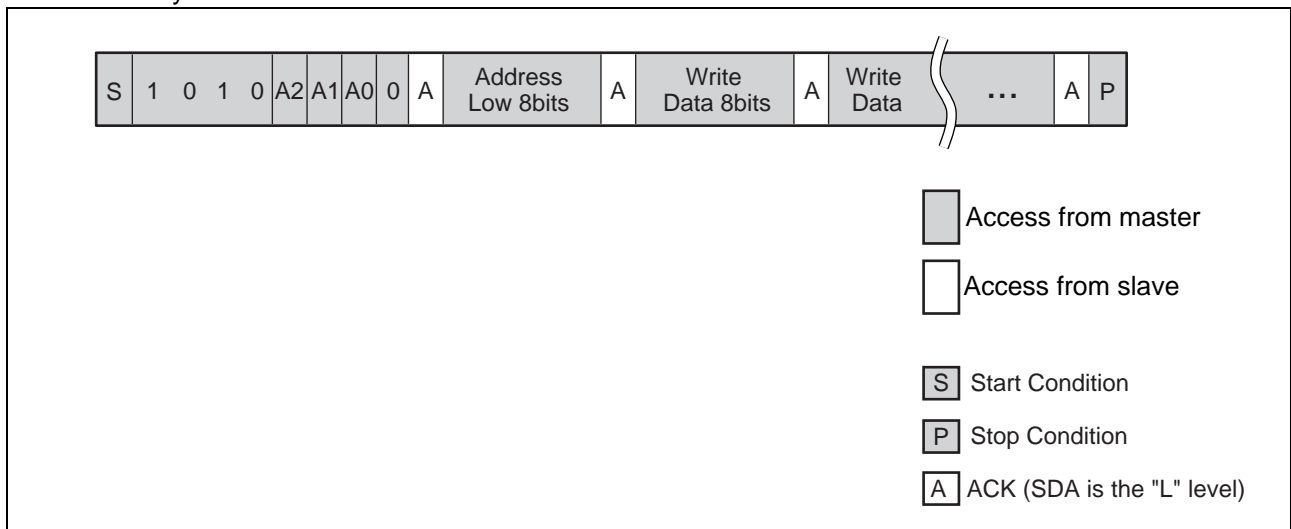 S 1 0 1 0 A2 A1 A0 0 A Address Low 8bits A Write Data 8bits A Write Data ... A P
Access from master
Access from slave
S Start Condition
P Stop Condition
A ACK (SDA is the "L" level)